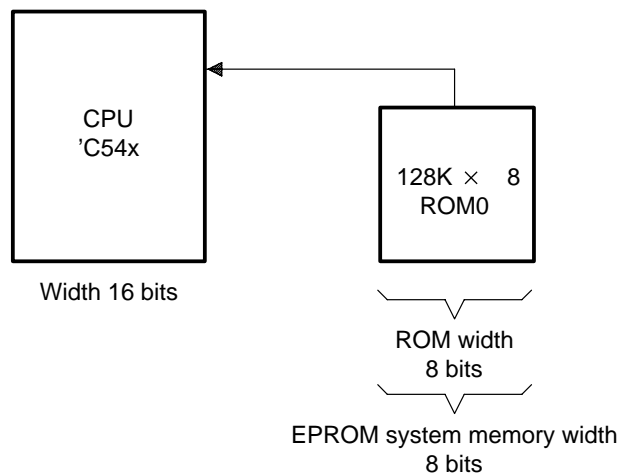 CPU
’C54x
128K × 8
ROM0
Width 16 bits
ROM width
8 bits
EPROM system memory width
8 bits